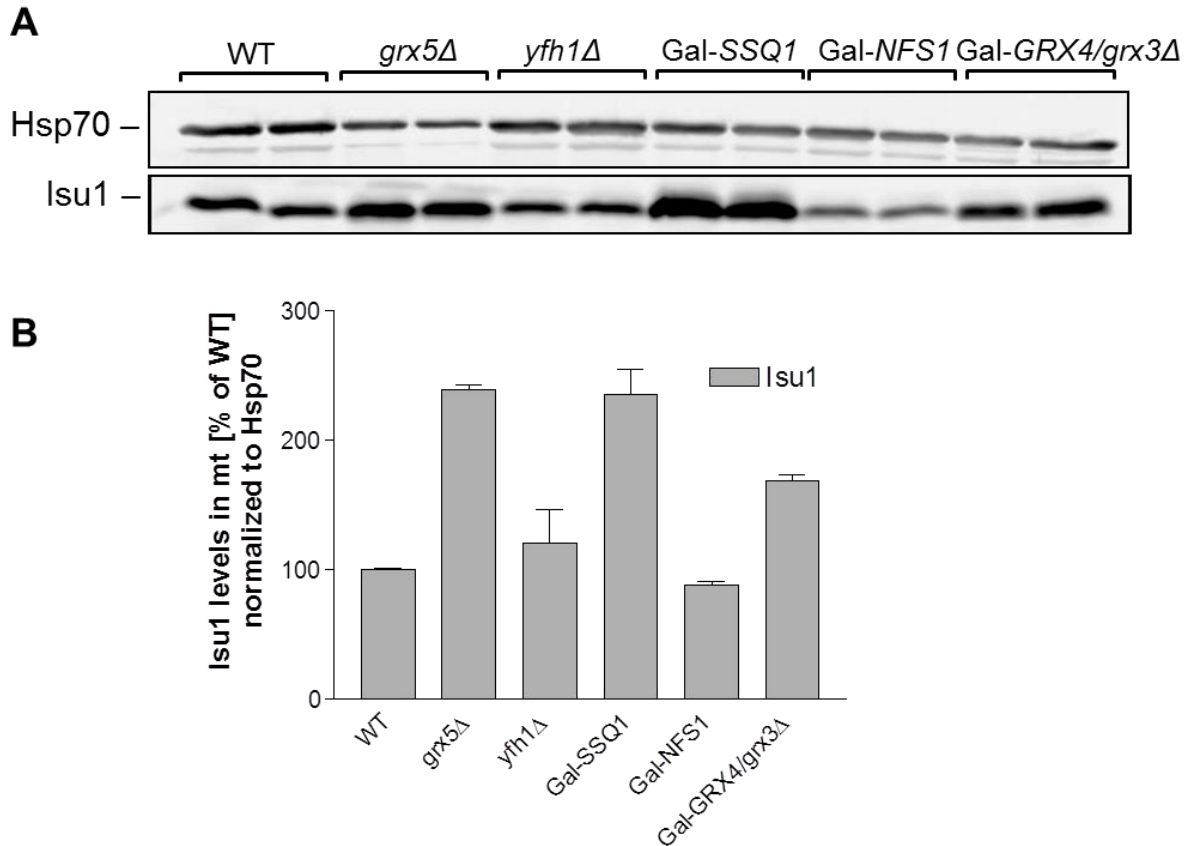 A
WT grx5Δ yfh1Δ Gal-SSQ1 Gal-NFS1 Gal-GRX4/grx3Δ
Hsp70 –
Isu1 –
B
Isu1 levels in mt [% of WT]
normalized to Hsp70
300
200
100
0
Isu1
WT
grx5Δ
yfh1Δ
Gal-SSQ1
Gal-NFS1
Gal-GRX4/grx3Δ